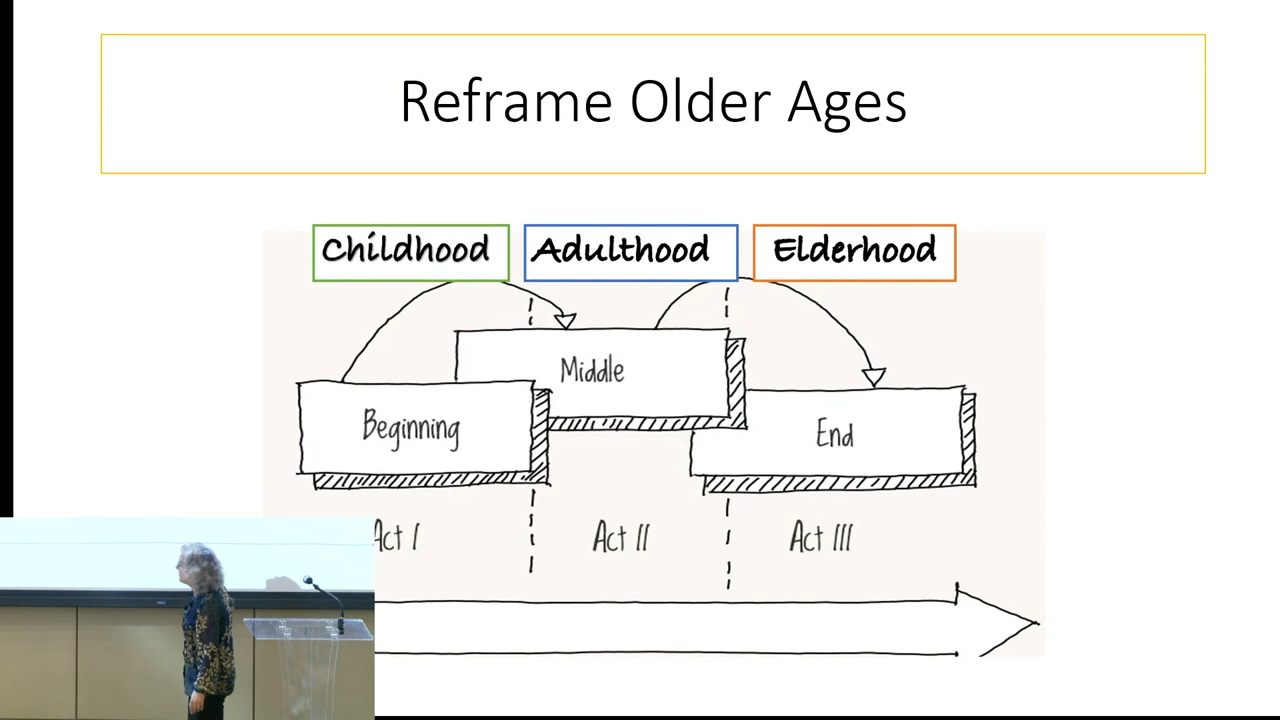 Reframe Older Ages
Childhood Adulthood Elderhood
Middle
Beginning
End
Act I Act II Act III